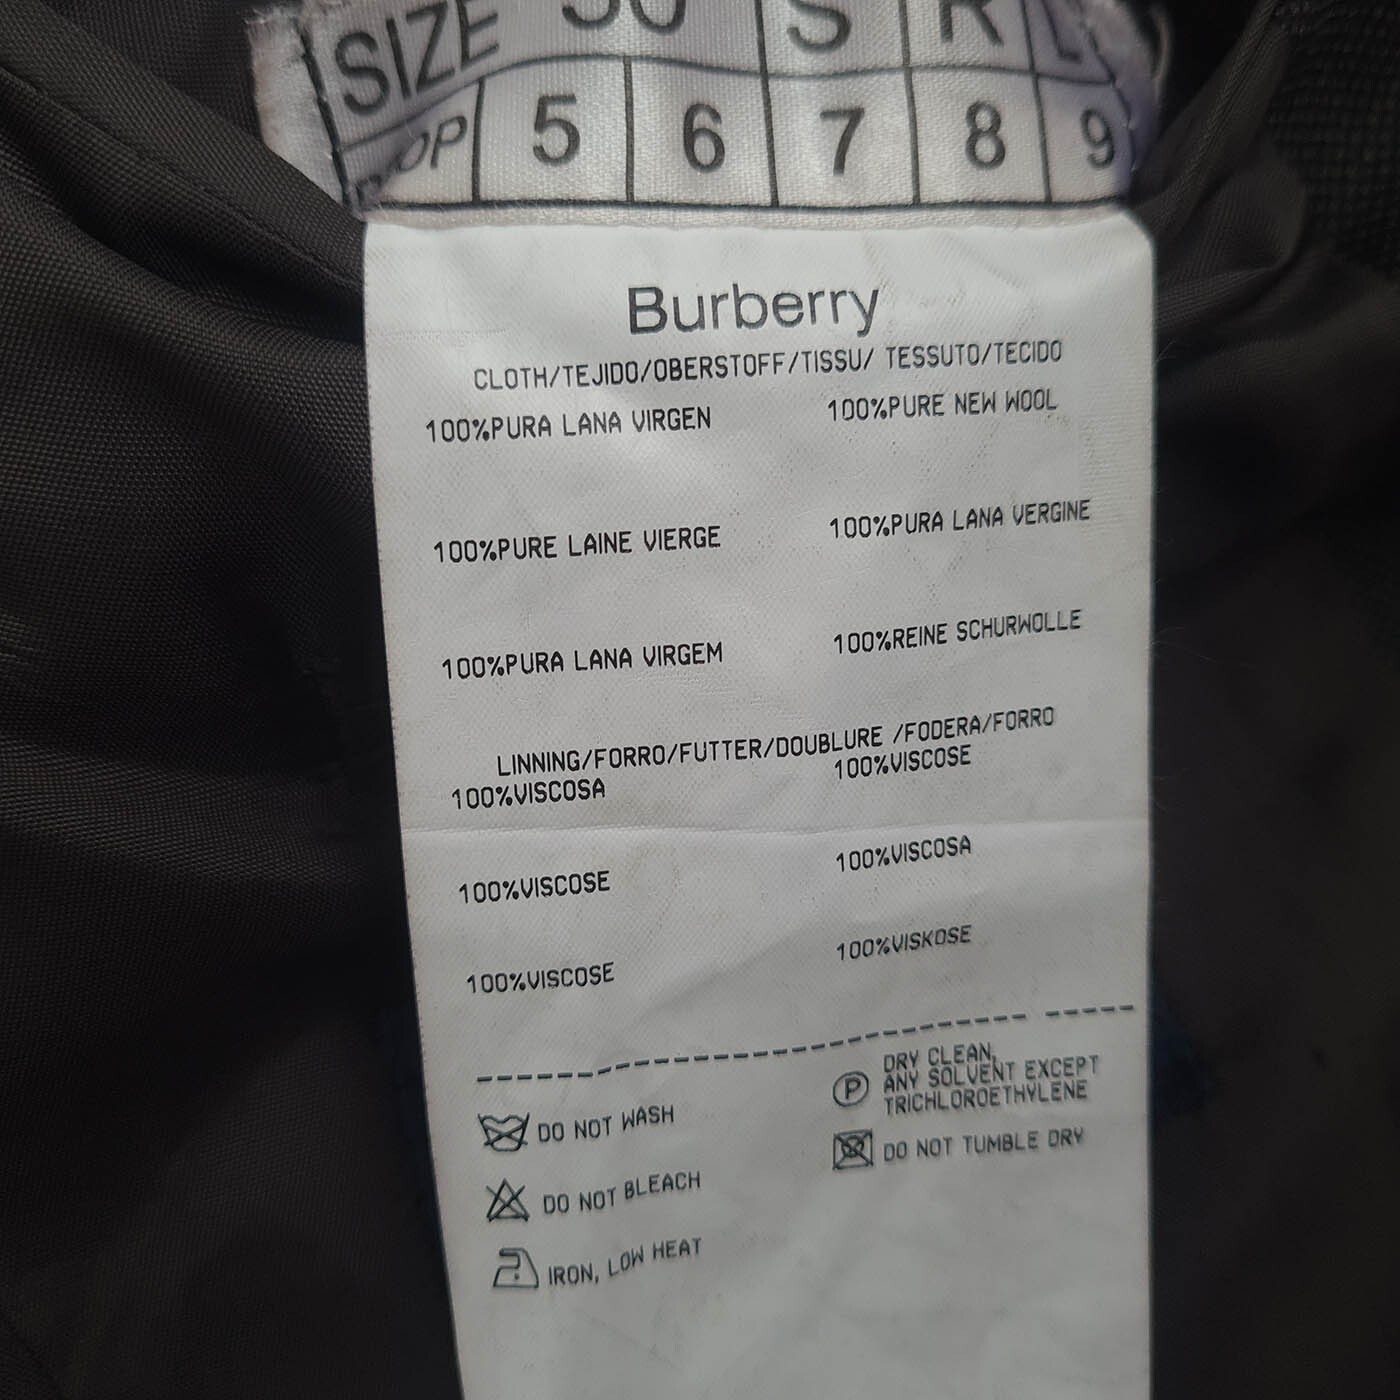 SIZE 50 S R L
DROP 5 6 7 8 9
Burberry
CLOTH/TEJIDO/OBERSTOFF/TISSU/ TESSUTO/TECIDO
100%PURA LANA VIRGEN 100%PURE NEW WOOL
100%PURE LAINE VIERGE 100%PURA LANA VERGINE
100%PURA LANA VIRGEM 100%REINE SCHURWOLLE
LINNING/FORRO/FUTTER/DOUBLURE /FODERA/FORRO
100%VISCOSA 100%VISCOSE
100%VISCOSE 100%VISCOSA
100%VISCOSE 100%VISKOSE
DO NOT WASH
DO NOT BLEACH
IRON, LOW HEAT
P DRY CLEAN,
ANY SOLVENT EXCEPT
TRICHLOROETHYLENE
DO NOT TUMBLE DRY